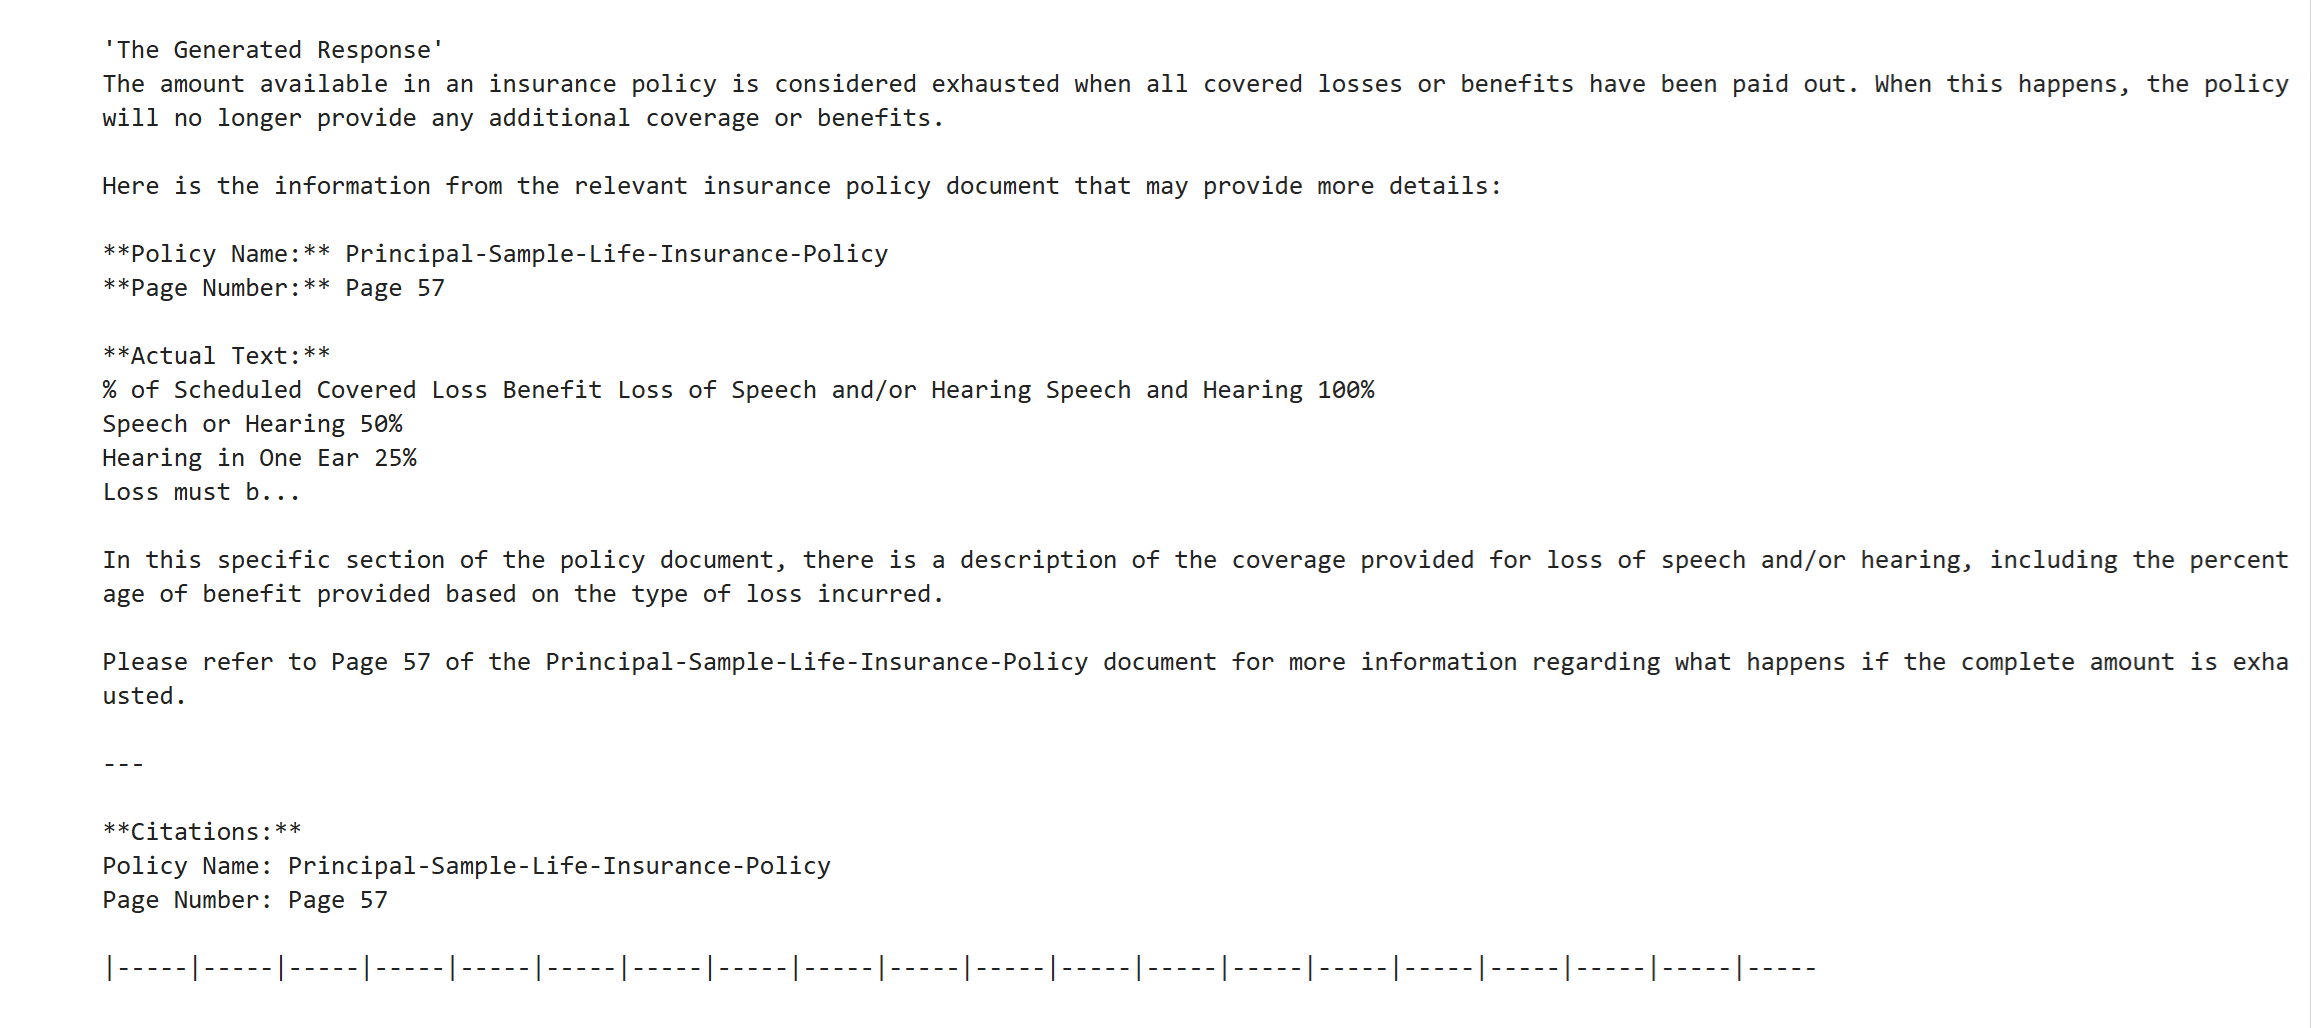 'The Generated Response'
The amount available in an insurance policy is considered exhausted when all covered losses or benefits have been paid out. When this happens, the policy
will no longer provide any additional coverage or benefits.
Here is the information from the relevant insurance policy document that may provide more details:
**Policy Name:** Principal-Sample-Life-Insurance-Policy
**Page Number:** Page 57
**Actual Text:**
% of Scheduled Covered Loss Benefit Loss of Speech and/or Hearing Speech and Hearing 100%
Speech or Hearing 50%
Hearing in One Ear 25%
Loss must b...
In this specific section of the policy document, there is a description of the coverage provided for loss of speech and/or hearing, including the percent
age of benefit provided based on the type of loss incurred.
Please refer to Page 57 of the Principal-Sample-Life-Insurance-Policy document for more information regarding what happens if the complete amount is exha
usted.
---
**Citations:**
Policy Name: Principal-Sample-Life-Insurance-Policy
Page Number: Page 57
|-----|-----|-----|-----|-----|-----|-----|-----|-----|-----|-----|-----|-----|-----|-----|-----|-----|-----|-----|-----